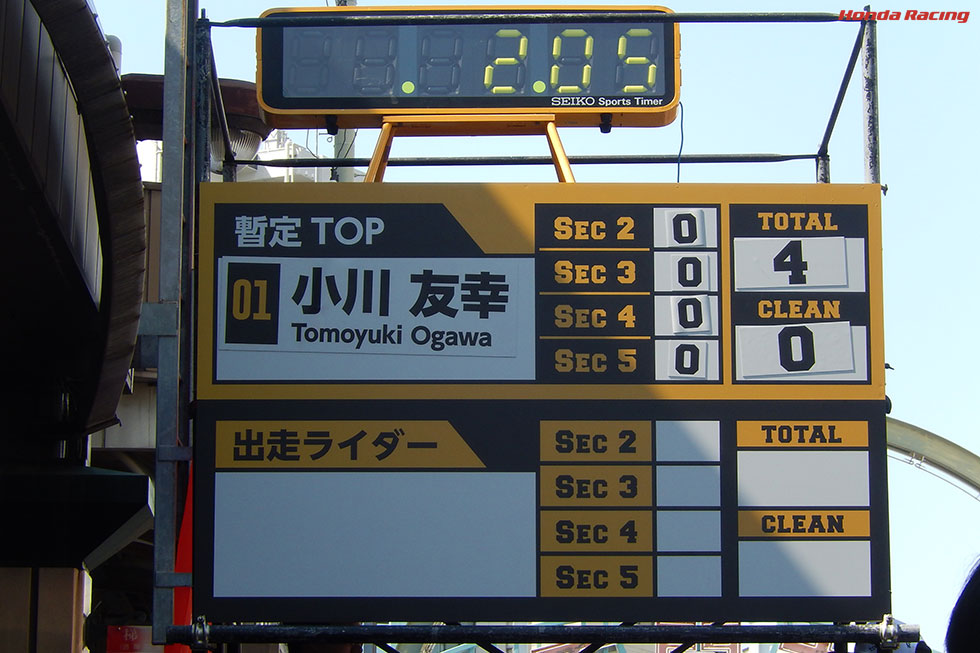 Honda Racing
. 2.05
SEIKO Sports Timer
暫定 TOP
01 小川 友幸
Tomoyuki Ogawa
SEC 2 0
SEC 3 0
SEC 4 0
SEC 5 0
TOTAL
4
CLEAN
0
出走ライダー
SEC 2
SEC 3
SEC 4
SEC 5
TOTAL
CLEAN